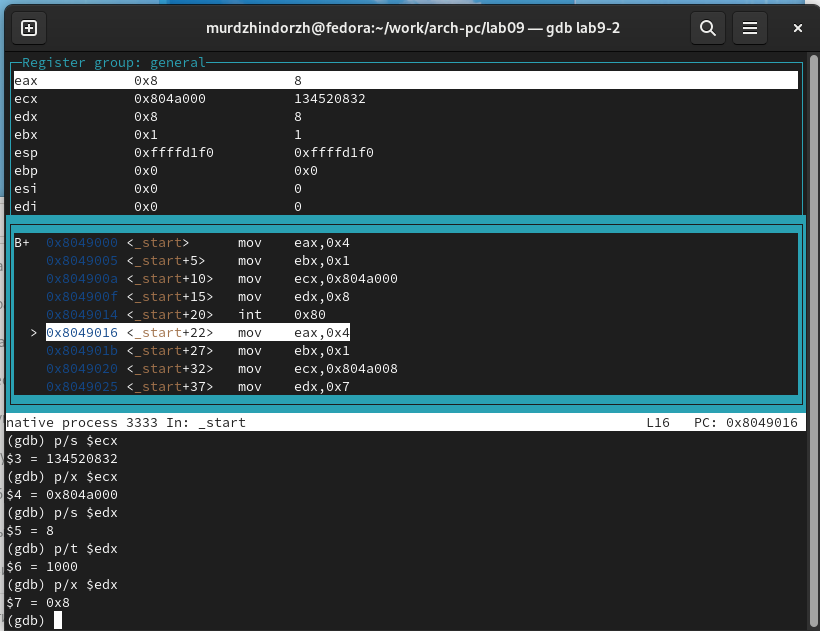 murdzhindorzh@fedora:~/work/arch-pc/lab09 — gdb lab9-2
Register group: general
eax 0x8 8
ecx 0x804a000 134520832
edx 0x8 8
ebx 0x1 1
esp 0xffffd1f0 0xffffd1f0
ebp 0x0 0x0
esi 0x0 0
edi 0x0 0
B+ 0x8049000 <_start> mov eax,0x4
0x8049005 <_start+5> mov ebx,0x1
0x804900a <_start+10> mov ecx,0x804a000
0x804900f <_start+15> mov edx,0x8
0x8049014 <_start+20> int 0x80
> 0x8049016 <_start+22> mov eax,0x4
0x804901b <_start+27> mov ebx,0x1
0x8049020 <_start+32> mov ecx,0x804a008
0x8049025 <_start+37> mov edx,0x7
native process 3333 In: _start L16 PC: 0x8049016
(gdb) p/s $ecx
$3 = 134520832
(gdb) p/x $ecx
$4 = 0x804a000
(gdb) p/s $edx
$5 = 8
(gdb) p/t $edx
$6 = 1000
(gdb) p/x $edx
$7 = 0x8
(gdb)